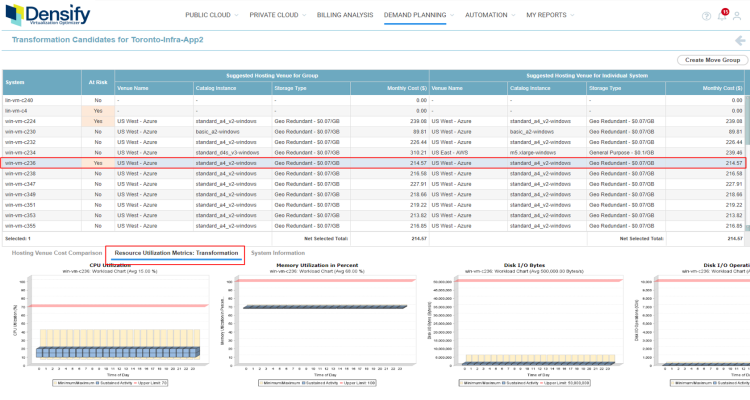 Densify
Virtualization Optimizer
PUBLIC CLOUD PRIVATE CLOUD BILLING ANALYSIS DEMAND PLANNING AUTOMATION MY REPORTS
Transformation Candidates for Toronto-Infra-App2
Create Move Group
System At Risk Suggested Hosting Venue for Group Suggested Hosting Venue for Individual System
Venue Name Catalog Instance Storage Type Monthly Cost ($) Venue Name Catalog Instance Storage Type Monthly Cost ($)
lin-vm-c248 No - - - 0.00 - - - 0.00
lin-vm-c4 Yes - - - 0.00 - - - 0.00
win-vm-c224 Yes US West - Azure standard_a4_v2-windows Geo Redundant - $0.07/GB 239.08 US West - Azure standard_a4_v2-windows Geo Redundant - $0.07/GB 239.08
win-vm-c230 No US West - Azure basic_a2-windows Geo Redundant - $0.07/GB 89.81 US West - Azure basic_a2-windows Geo Redundant - $0.07/GB 89.81
win-vm-c232 No US West - Azure standard_a4_v2-windows Geo Redundant - $0.07/GB 226.44 US West - Azure standard_a4_v2-windows Geo Redundant - $0.07/GB 226.44
win-vm-c234 No US West - Azure standard_d4s_v3-windows Geo Redundant - $0.07/GB 310.21 US East - AWS m5.xlarge-windows General Purpose - $0.1/GB 239.46
win-vm-c236 Yes US West - Azure standard_a4_v2-windows Geo Redundant - $0.07/GB 214.57 US West - Azure standard_a4_v2-windows Geo Redundant - $0.07/GB 214.57
win-vm-c238 No US West - Azure standard_a4_v2-windows Geo Redundant - $0.07/GB 216.58 US West - Azure standard_a4_v2-windows Geo Redundant - $0.07/GB 216.58
win-vm-c347 No US West - Azure standard_a4_v2-windows Geo Redundant - $0.07/GB 227.91 US West - Azure standard_a4_v2-windows Geo Redundant - $0.07/GB 227.91
win-vm-c349 No US West - Azure standard_a4_v2-windows Geo Redundant - $0.07/GB 218.66 US West - Azure standard_a4_v2-windows Geo Redundant - $0.07/GB 218.66
win-vm-c351 No US West - Azure standard_a4_v2-windows Geo Redundant - $0.07/GB 219.22 US West - Azure standard_a4_v2-windows Geo Redundant - $0.07/GB 219.22
win-vm-c353 No US West - Azure standard_a4_v2-windows Geo Redundant - $0.07/GB 213.82 US West - Azure standard_a4_v2-windows Geo Redundant - $0.07/GB 213.82
win-vm-c355 No US West - Azure standard_a4_v2-windows Geo Redundant - $0.07/GB 216.85 US West - Azure standard_a4_v2-windows Geo Redundant - $0.07/GB 216.85
Selected: 1 Net Selected Total: 214.57 Net Selected Total: 214.57
Hosting Venue Cost Comparison Resource Utilization Metrics: Transformation System Information
CPU Utilization Memory Utilization in Percent Disk I/O Bytes Disk I/O Operati
win-vm-c236: Workload Chart (Avg 15.00 %) win-vm-c236: Workload Chart (Avg 68.00 %) win-vm-c236: Workload Chart (Avg 500,000.00 Bytes/s) win-vm-c236: Workload Chart (A
Time of Day Time of Day Time of Day Time of Day
Minimum/Maximum Sustained Activity Upper Limit: 70 Minimum/Maximum Sustained Activity Upper Limit: 100 Minimum/Maximum Sustained Activity Upper Limit: 50,000,000 Minimum/Maximum Sustained Activity